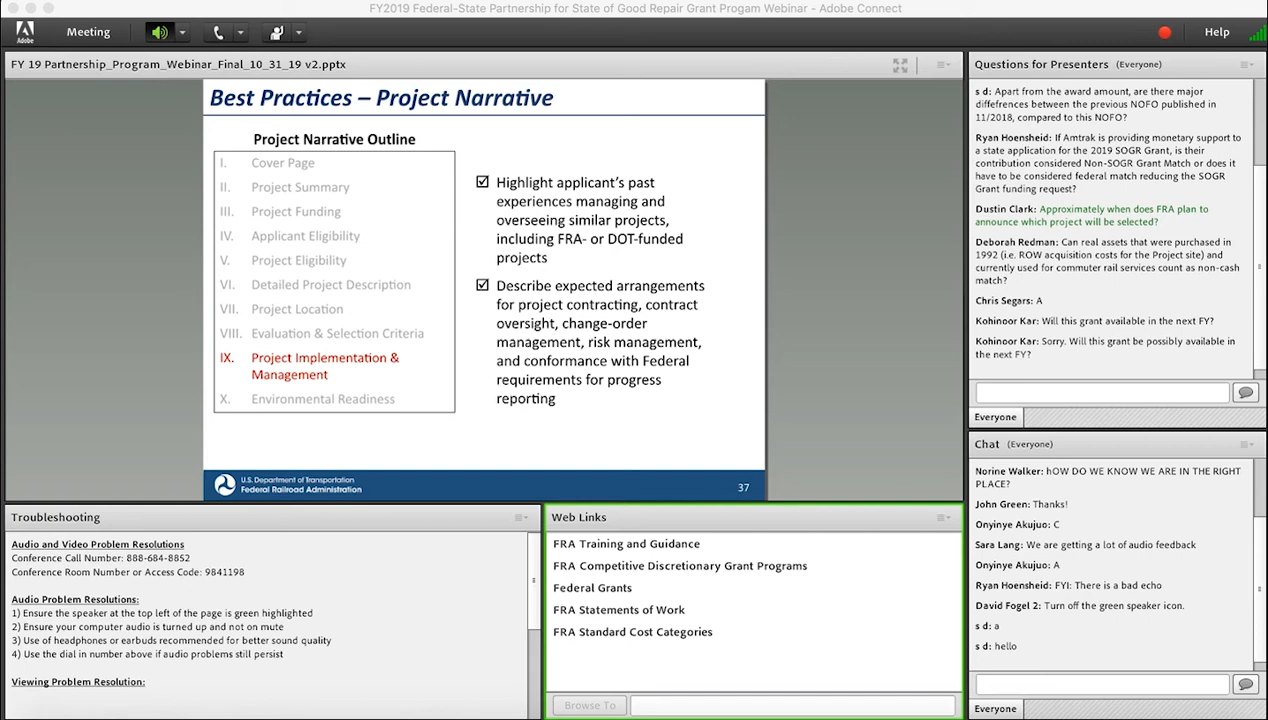 FY2019 Federal-State Partnership for State of Good Repair Grant Progam Webinar - Adobe Connect
Adobe
Meeting
Help
FY 19 Partnership_Program_Webinar_Final_10_31_19 v2.pptx
Best Practices – Project Narrative
Project Narrative Outline
I. Cover Page
II. Project Summary
III. Project Funding
IV. Applicant Eligibility
V. Project Eligibility
VI. Detailed Project Description
VII. Project Location
VIII. Evaluation & Selection Criteria
IX. Project Implementation &
Management
X. Environmental Readiness
Highlight applicant's past
experiences managing and
overseeing similar projects,
including FRA- or DOT-funded
projects
Describe expected arrangements
for project contracting, contract
oversight, change-order
management, risk management,
and conformance with Federal
requirements for progress
reporting
U.S. Department of Transportation
Federal Railroad Administration
37
Questions for Presenters (Everyone)
s d: Apart from the award amount, are there major
differences between the previous NOFO published in
11/2018, compared to this NOFO?
Ryan Hoensheid: If Amtrak is providing monetary support to
a state application for the 2019 SOGR Grant, is their
contribution considered Non-SOGR Grant Match or does it
have to be considered federal match reducing the SOGR
Grant funding request?
Dustin Clark: Approximately when does FRA plan to
announce which project will be selected?
Deborah Redman: Can real assets that were purchased in
1992 (i.e. ROW acquisition costs for the Project site) and
currently used for commuter rail services count as non-cash
match?
Chris Segars: A
Kohinoor Kar: Will this grant available in the next FY?
Kohinoor Kar: Sorry. Will this grant be possibly available in
the next FY?
Everyone
Chat (Everyone)
Norine Walker: hOW DO WE KNOW WE ARE IN THE RIGHT
PLACE?
John Green: Thanks!
Onyinye Akujuo: C
Sara Lang: We are getting a lot of audio feedback
Onyinye Akujuo: A
Ryan Hoensheid: FYI: There is a bad echo
David Fogel 2: Turn off the green speaker icon.
s d: a
s d: hello
Everyone
Troubleshooting
Audio and Video Problem Resolutions
Conference Call Number: 888-684-8852
Conference Room Number or Access Code: 9841198
Audio Problem Resolutions:
1) Ensure the speaker at the top left of the page is green highlighted
2) Ensure your computer audio is turned up and not on mute
3) Use of headphones or earbuds recommended for better sound quality
4) Use the dial in number above if audio problems still persist
Viewing Problem Resolution:
Web Links
FRA Training and Guidance
FRA Competitive Discretionary Grant Programs
Federal Grants
FRA Statements of Work
FRA Standard Cost Categories
Browse To